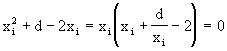 x_i^2 + d - 2x_i = x_i(x_i + d/x_i - 2) = 0